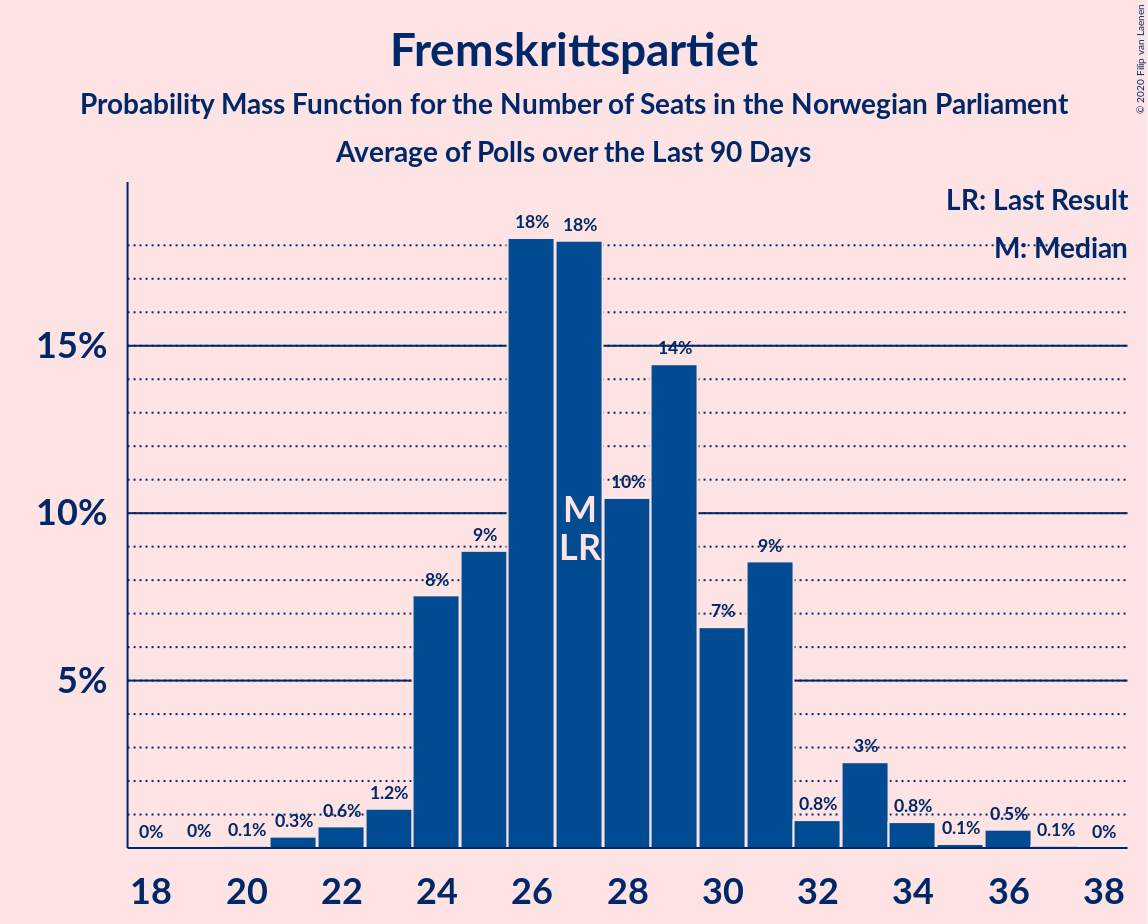 Fremskrittspartiet
Probability Mass Function for the Number of Seats in the Norwegian Parliament
Average of Polls over the Last 90 Days
© 2020 Filip van Laenen
LR: Last Result
M: Median
15%
10%
5%
0%
0%
0.1%
0.3%
0.6%
1.2%
8%
9%
18%
18%
10%
14%
7%
9%
0.8%
3%
0.8%
0.1%
0.5%
0.1%
0%
M
LR
18 20 22 24 26 28 30 32 34 36 38